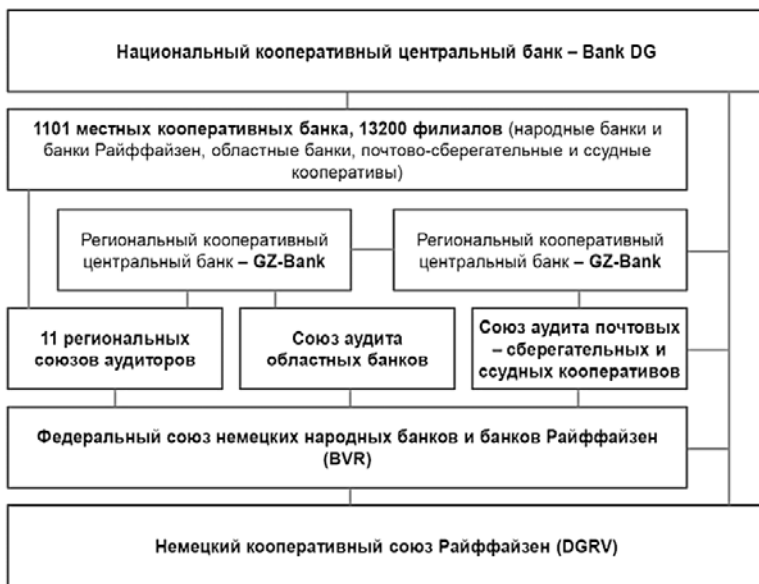 Национальный кооперативный центральный банк – Bank DG
1101 местных кооперативных банка, 13200 филиалов (народные банки и
банки Райффайзен, областные банки, почтово-сберегательные и ссудные
кооперативы)
Региональный кооперативный
центральный банк – GZ-Bank
Региональный кооперативный
центральный банк – GZ-Bank
11 региональных
союзов аудиторов
Союз аудита
областных банков
Союз аудита почтовых
– сберегательных и
ссудных кооперативов
Федеральный союз немецких народных банков и банков Райффайзен
(BVR)
Немецкий кооперативный союз Райффайзен (DGRV)